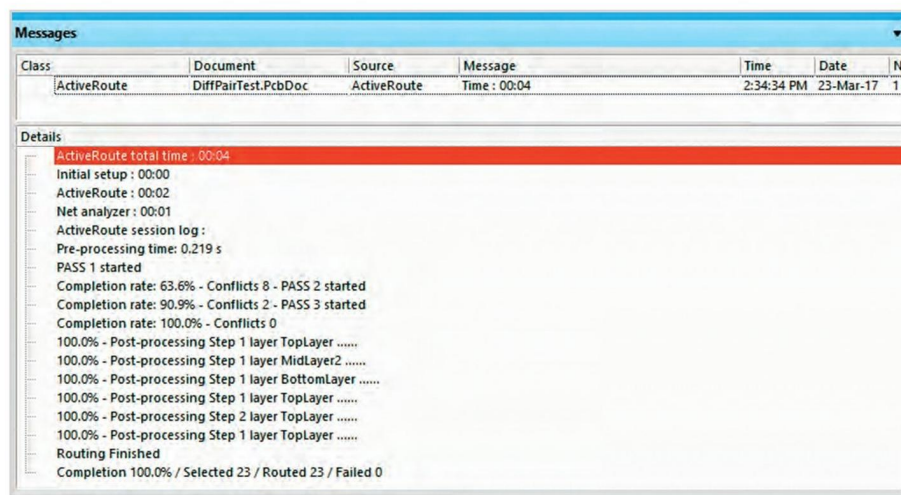 Messages
Class Document Source Message Time Date N
ActiveRoute DiffPairTest.PcbDoc ActiveRoute Time : 00:04 2:34:34 PM 23-Mar-17 1
Details
ActiveRoute total time : 00:04
Initial setup : 00:00
ActiveRoute : 00:02
Net analyzer : 00:01
ActiveRoute session log :
Pre-processing time: 0.219 s
PASS 1 started
Completion rate: 63.6% - Conflicts 8 - PASS 2 started
Completion rate: 90.9% - Conflicts 2 - PASS 3 started
Completion rate: 100.0% - Conflicts 0
100.0% - Post-processing Step 1 layer TopLayer ......
100.0% - Post-processing Step 1 layer MidLayer2 ......
100.0% - Post-processing Step 1 layer BottomLayer ......
100.0% - Post-processing Step 1 layer TopLayer ......
100.0% - Post-processing Step 2 layer TopLayer ......
100.0% - Post-processing Step 1 layer TopLayer ......
Routing Finished
Completion 100.0% / Selected 23 / Routed 23 / Failed 0